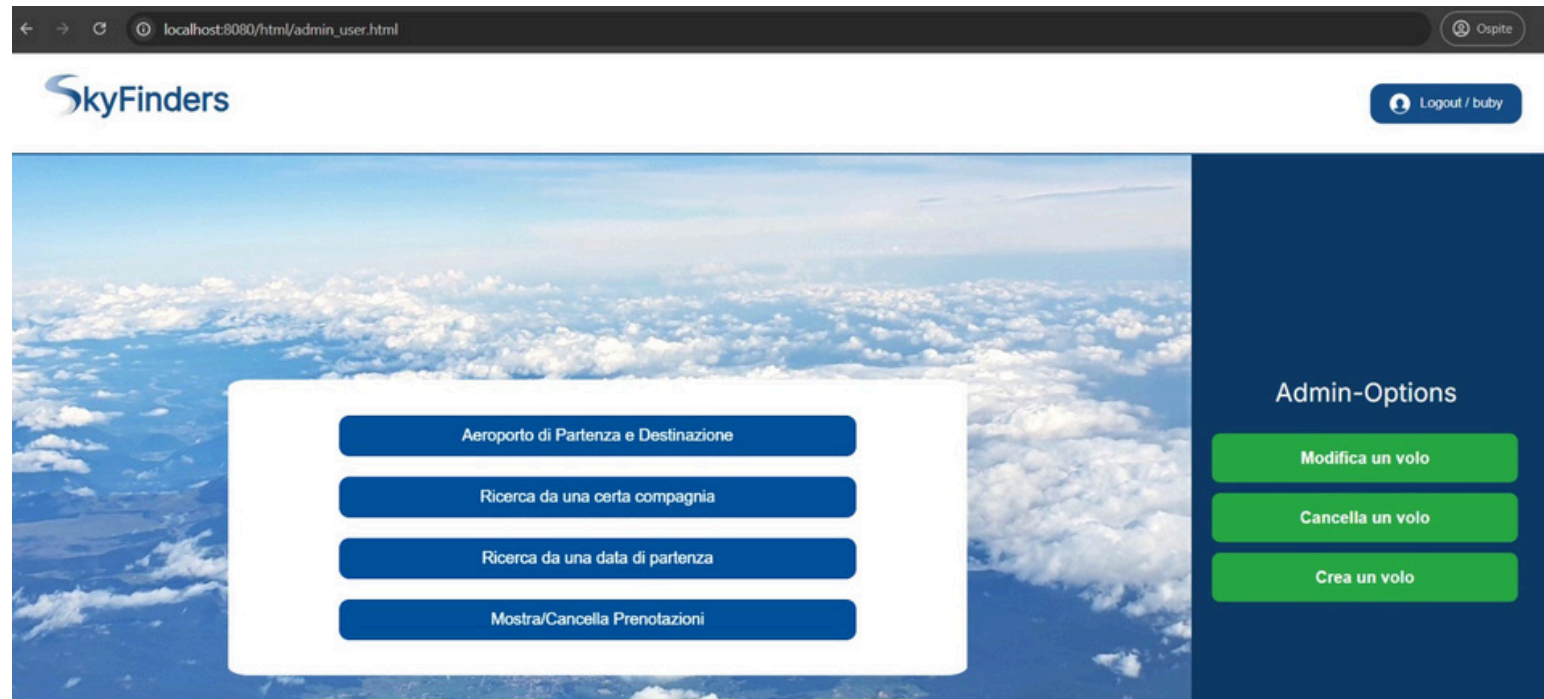 localhost:8080/html/admin_user.html
Ospite
SkyFinders
Logout / buby
Aeroporto di Partenza e Destinazione
Ricerca da una certa compagnia
Ricerca da una data di partenza
Mostra/Cancella Prenotazioni
Admin-Options
Modifica un volo
Cancella un volo
Crea un volo